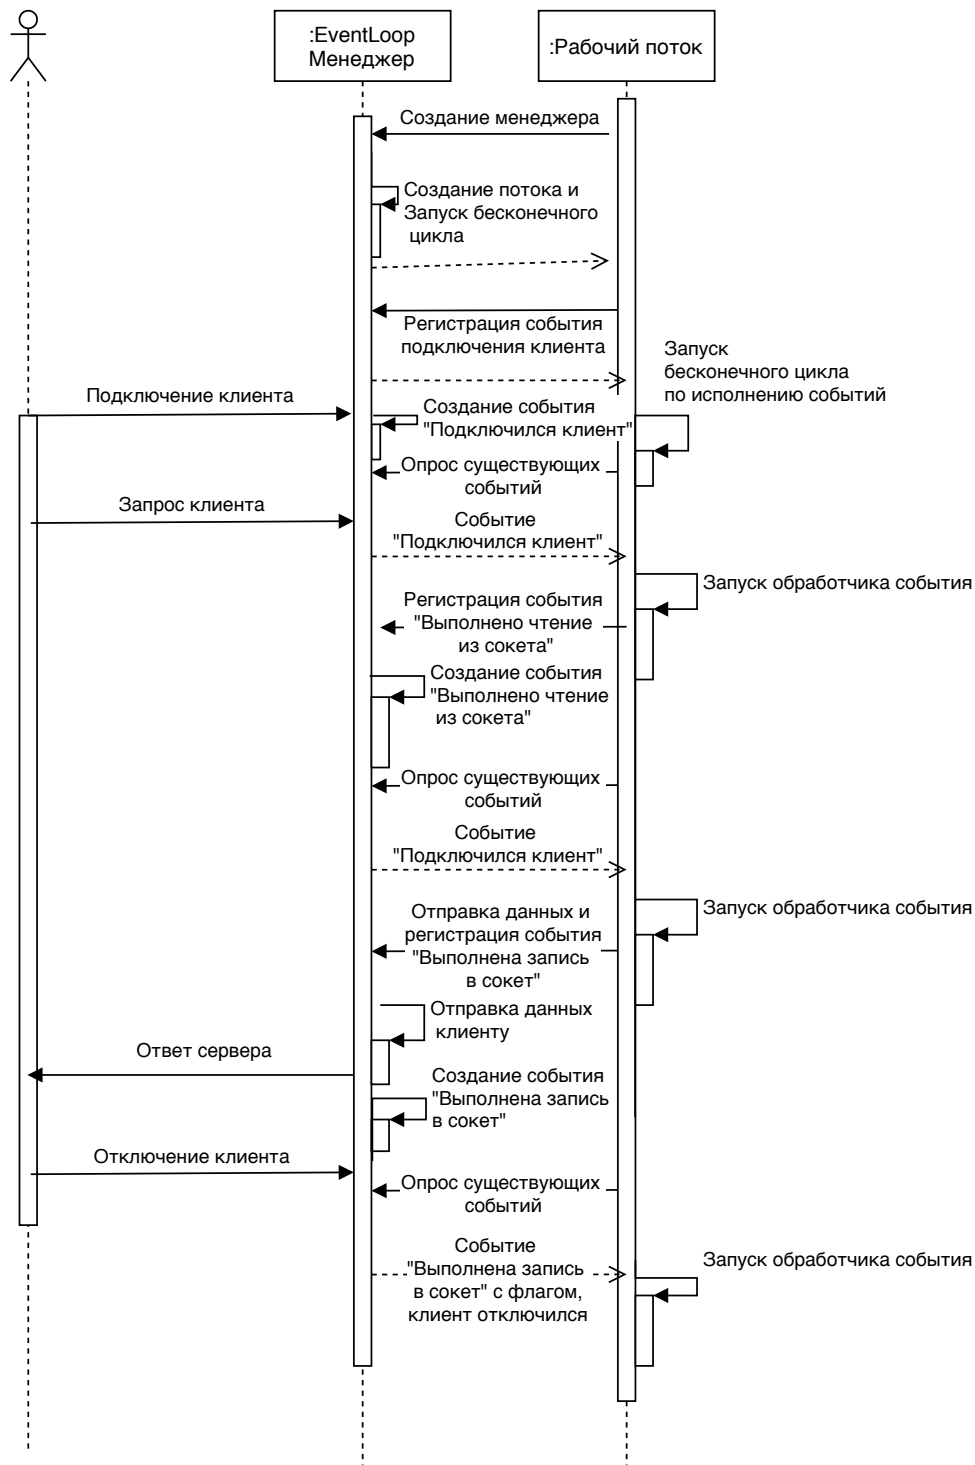 :EventLoop
Менеджер
:Рабочий поток
Создание менеджера
Создание потока и
Запуск бесконечного
цикла
Регистрация события
подключения клиента
Запуск
бесконечного цикла
по исполнению событий
Подключение клиента
Создание события
"Подключился клиент"
Опрос существующих
событий
Запрос клиента
Событие
"Подключился клиент"
Запуск обработчика события
Регистрация события
"Выполнено чтение
из сокета"
Создание события
"Выполнено чтение
из сокета"
Опрос существующих
событий
Событие
"Подключился клиент"
Запуск обработчика события
Отправка данных и
регистрация события
"Выполнена запись
в сокет"
Отправка данных
клиенту
Ответ сервера
Создание события
"Выполнена запись
в сокет"
Отключение клиента
Опрос существующих
событий
Событие
"Выполнена запись
в сокет" с флагом,
клиент отключился
Запуск обработчика события